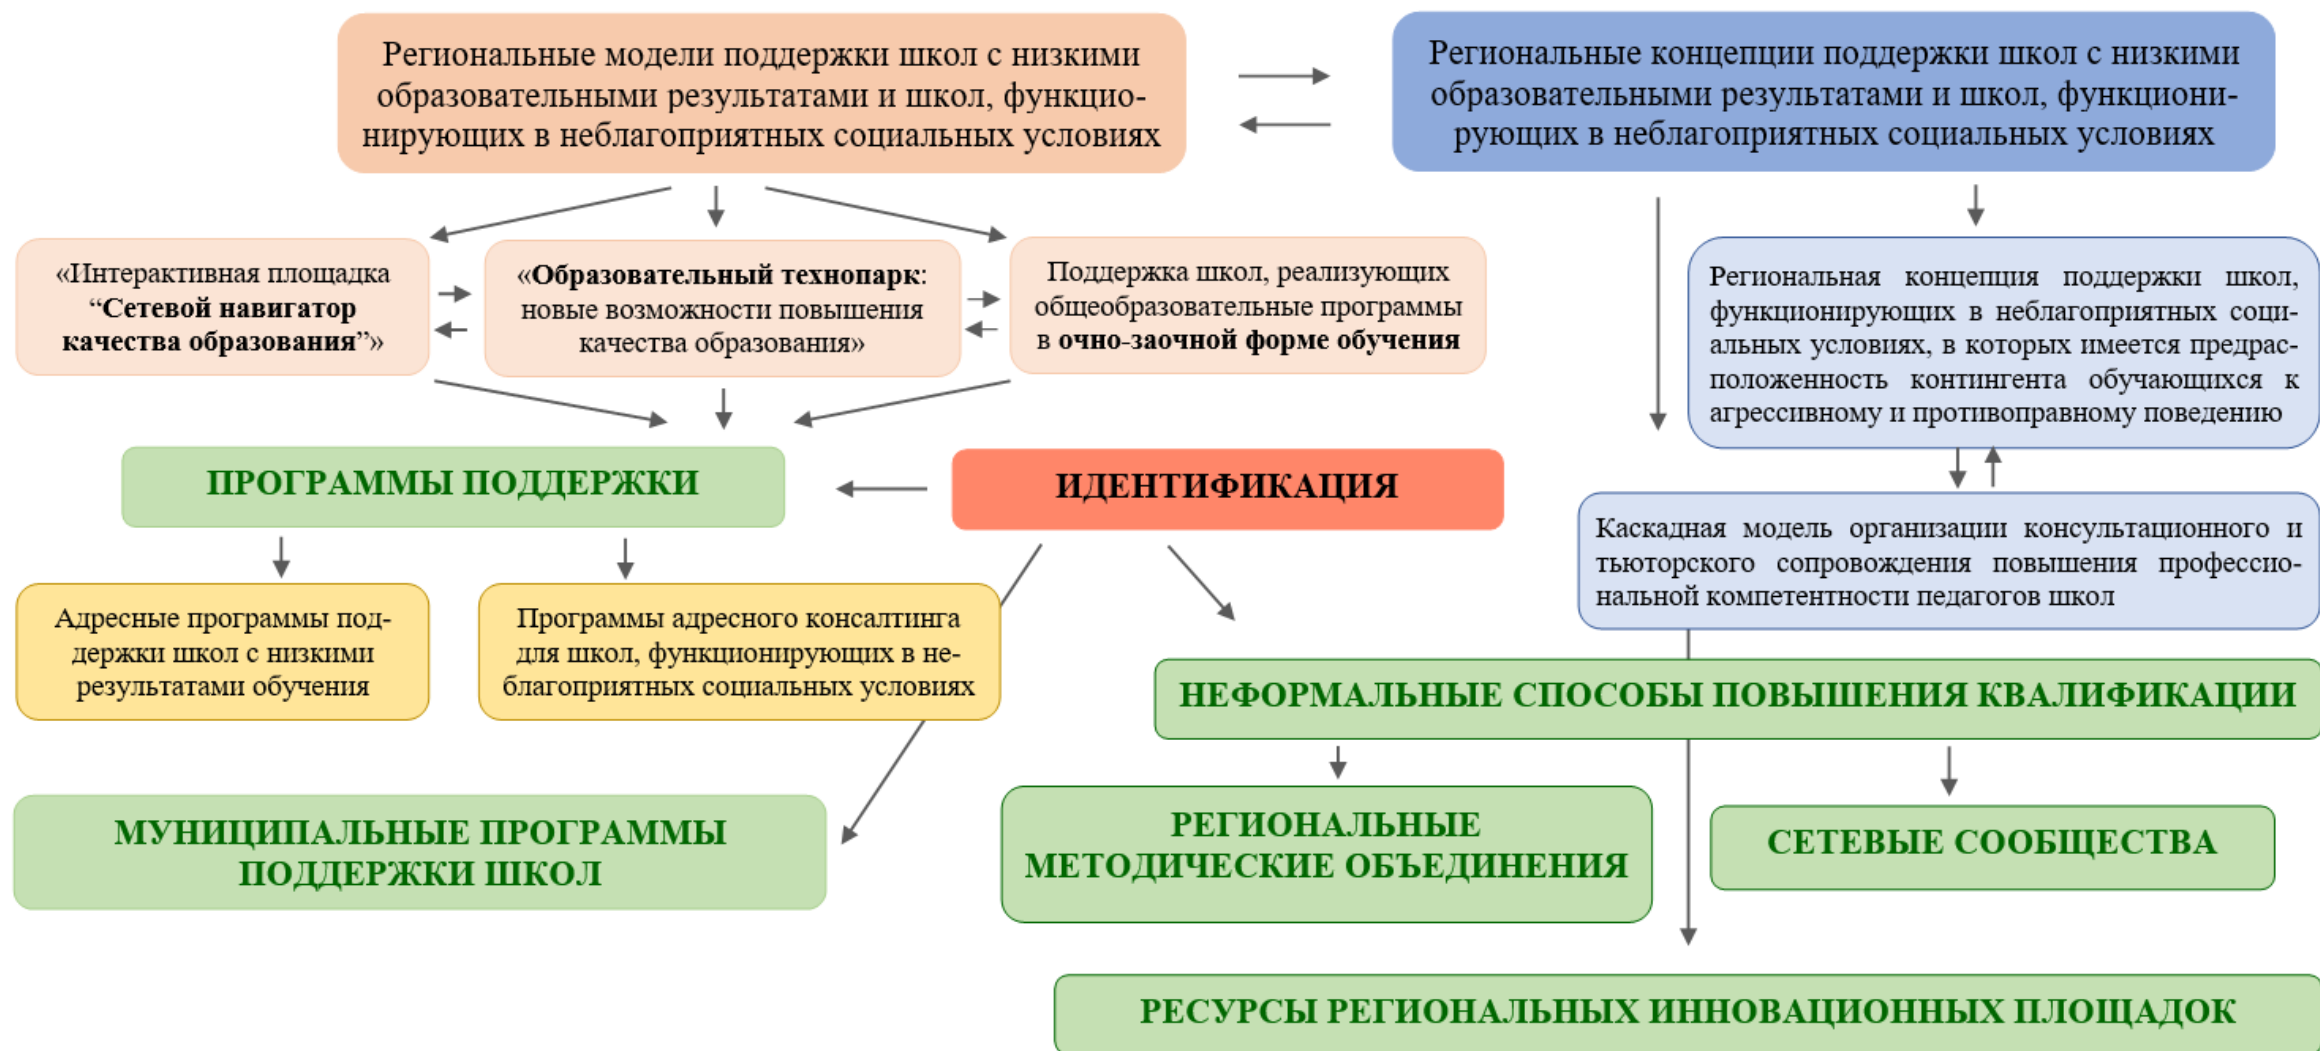 Региональные модели поддержки школ с низкими
образовательными результатами и школ, функцио-
нирующих в неблагоприятных социальных условиях
Региональные концепции поддержки школ с низкими
образовательными результатами и школ, функциони-
рующих в неблагоприятных социальных условиях
«Интерактивная площадка
“Сетевой навигатор
качества образования”»
«Образовательный технопарк:
новые возможности повышения
качества образования»
Поддержка школ, реализующих
общеобразовательные программы
в очно-заочной форме обучения
Региональная концепция поддержки школ,
функционирующих в неблагоприятных соци-
альных условиях, в которых имеется предрас-
положенность контингента обучающихся к
агрессивному и противоправному поведению
ПРОГРАММЫ ПОДДЕРЖКИ
ИДЕНТИФИКАЦИЯ
Каскадная модель организации консультационного и
тьюторского сопровождения повышения профессио-
нальной компетентности педагогов школ
Адресные программы под-
держки школ с низкими
результатами обучения
Программы адресного консалтинга
для школ, функционирующих в не-
благоприятных социальных условиях
НЕФОРМАЛЬНЫЕ СПОСОБЫ ПОВЫШЕНИЯ КВАЛИФИКАЦИИ
МУНИЦИПАЛЬНЫЕ ПРОГРАММЫ
ПОДДЕРЖКИ ШКОЛ
РЕГИОНАЛЬНЫЕ
МЕТОДИЧЕСКИЕ ОБЪЕДИНЕНИЯ
СЕТЕВЫЕ СООБЩЕСТВА
РЕСУРСЫ РЕГИОНАЛЬНЫХ ИННОВАЦИОННЫХ ПЛОЩАДОК